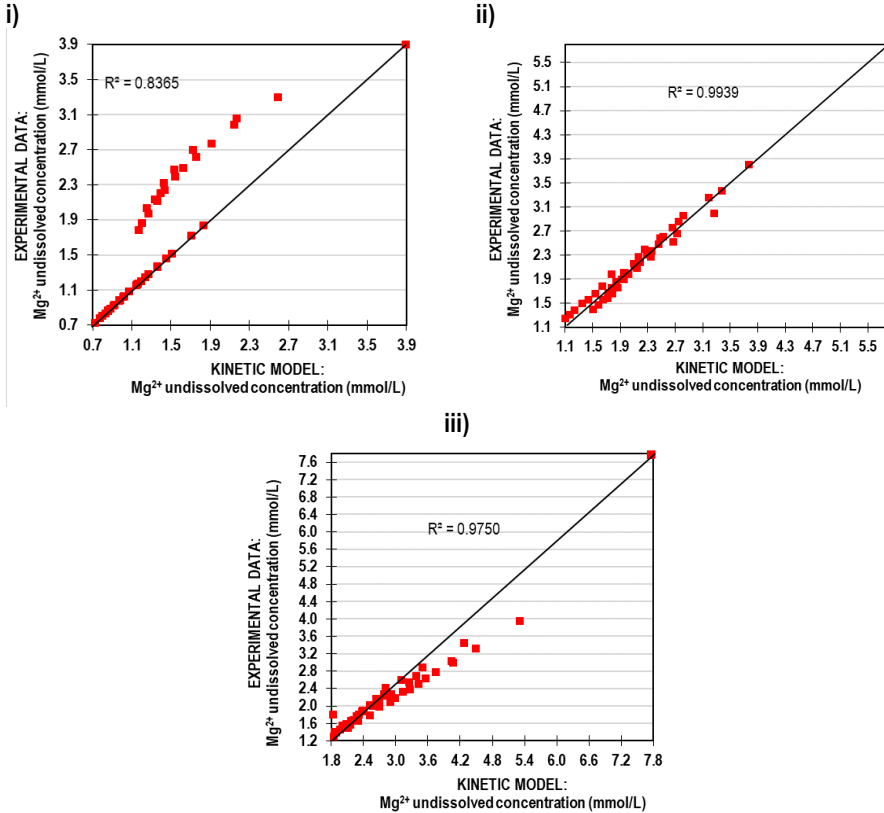 i)
EXPERIMENTAL DATA:
Mg²⁺ undissolved concentration (mmol/L)
3.9
3.5
3.1
2.7
2.3
1.9
1.5
1.1
0.7
R² = 0.8365
0.7 1.1 1.5 1.9 2.3 2.7 3.1 3.5 3.9
KINETIC MODEL:
Mg²⁺ undissolved concentration (mmol/L)
ii)
EXPERIMENTAL DATA:
Mg²⁺ undissolved concentration (mmol/L)
5.5
5.1
4.7
4.3
3.9
3.5
3.1
2.7
2.3
1.9
1.5
1.1
R² = 0.9939
1.1 1.5 1.9 2.3 2.7 3.1 3.5 3.9 4.3 4.7 5.1 5.5
KINETIC MODEL:
Mg²⁺ undissolved concentration (mmol/L)
iii)
EXPERIMENTAL DATA:
Mg²⁺ undissolved concentration (mmol/L)
7.6
7.2
6.8
6.4
6.0
5.6
5.2
4.8
4.4
4.0
3.6
3.2
2.8
2.4
2.0
1.6
1.2
R² = 0.9750
1.8 2.4 3.0 3.6 4.2 4.8 5.4 6.0 6.6 7.2 7.8
KINETIC MODEL:
Mg²⁺ undissolved concentration (mmol/L)